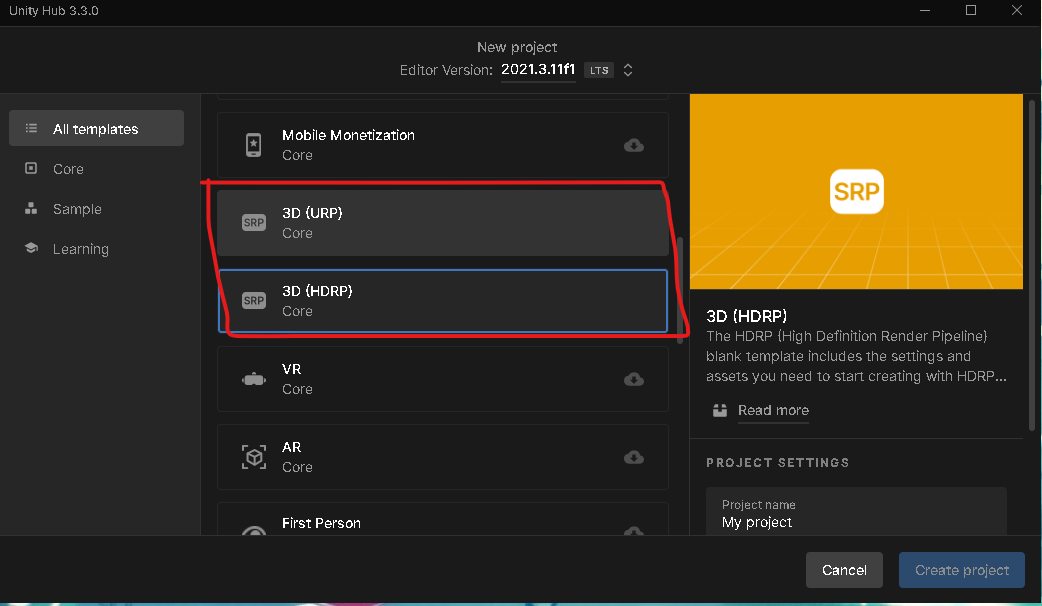 Unity Hub 3.3.0
New project
Editor Version: 2021.3.11f1 LTS
All templates
Core
Sample
Learning
Mobile Monetization
Core
SRP
3D (URP)
Core
SRP
3D (HDRP)
Core
VR
Core
AR
Core
First Person
SRP
3D (HDRP)
The HDRP (High Definition Render Pipeline)
blank template includes the settings and
assets you need to start creating with HDRP...
Read more
PROJECT SETTINGS
Project name
My project
Cancel
Create project